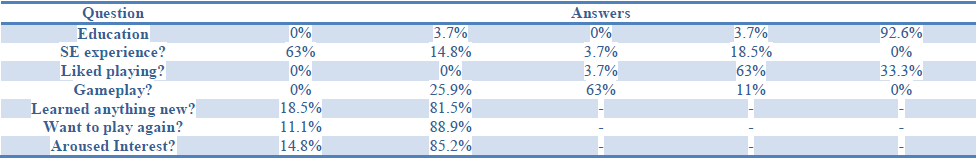 Question Answers
Education 0% 3.7% 0% 3.7% 92.6%
SE experience? 63% 14.8% 3.7% 18.5% 0%
Liked playing? 0% 0% 3.7% 63% 33.3%
Gameplay? 0% 25.9% 63% 11% 0%
Learned anything new? 18.5% 81.5% - - -
Want to play again? 11.1% 88.9% - - -
Aroused Interest? 14.8% 85.2% - - -